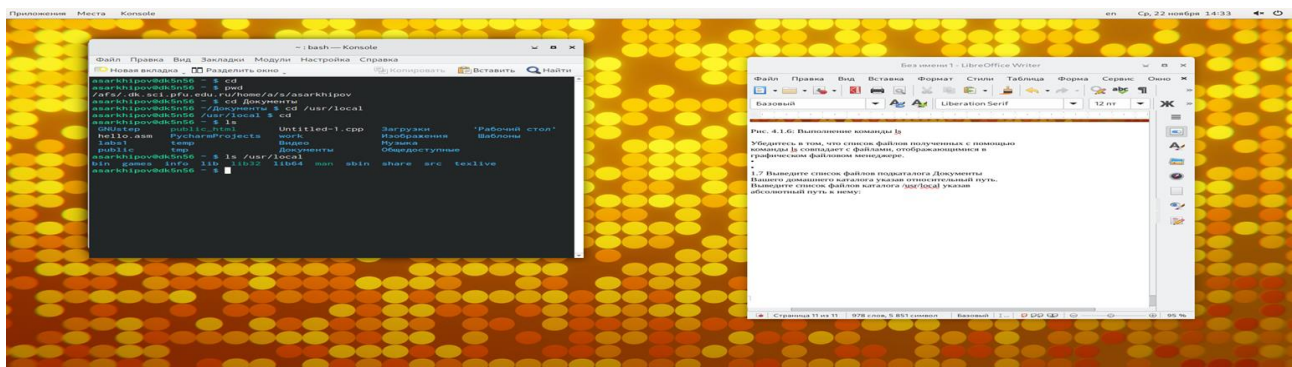 Приложения Места Konsole en Ср, 22 ноября 14:33
~ : bash — Konsole
Файл Правка Вид Закладки Модули Настройка Справка
Новая вкладка Разделить окно Копировать Вставить Найти
asarkhipov@dk5n56 ~ $ cd
asarkhipov@dk5n56 ~ $ pwd
/afs/.dk.sci.pfu.edu.ru/home/a/s/asarkhipov
asarkhipov@dk5n56 ~ $ cd Документы
asarkhipov@dk5n56 ~/Документы $ cd /usr/local
asarkhipov@dk5n56 /usr/local $ cd
asarkhipov@dk5n56 ~ $ ls
GNUstep public_html Untitled-1.cpp Загрузки 'Рабочий стол'
hello.asm PycharmProjects work Изображения Шаблоны
labs1 temp Видео Музыка
public tmp Документы Общедоступные
asarkhipov@dk5n56 ~ $ ls /usr/local
bin games info lib lib32 lib64 man sbin share src texlive
asarkhipov@dk5n56 ~ $
Без имени 1 - LibreOffice Writer
Файл Правка Вид Вставка Формат Стили Таблица Форма Сервис Окно
Базовый Liberation Serif 12 пт Ж
Рис. 4.1.6: Выполнение команды ls
Убедитесь в том, что список файлов полученных с помощью
команды ls совпадает с файлами, отображающимися в
графическом файловом менеджере.
•
•
1.7 Выведите список файлов подкаталога Документы
Вашего домашнего каталога указав относительный путь.
Выведите список файлов каталога /usr/local указав
абсолютный путь к нему:
Страница 11 из 11 978 слов, 5 851 символ Базовый 95 %